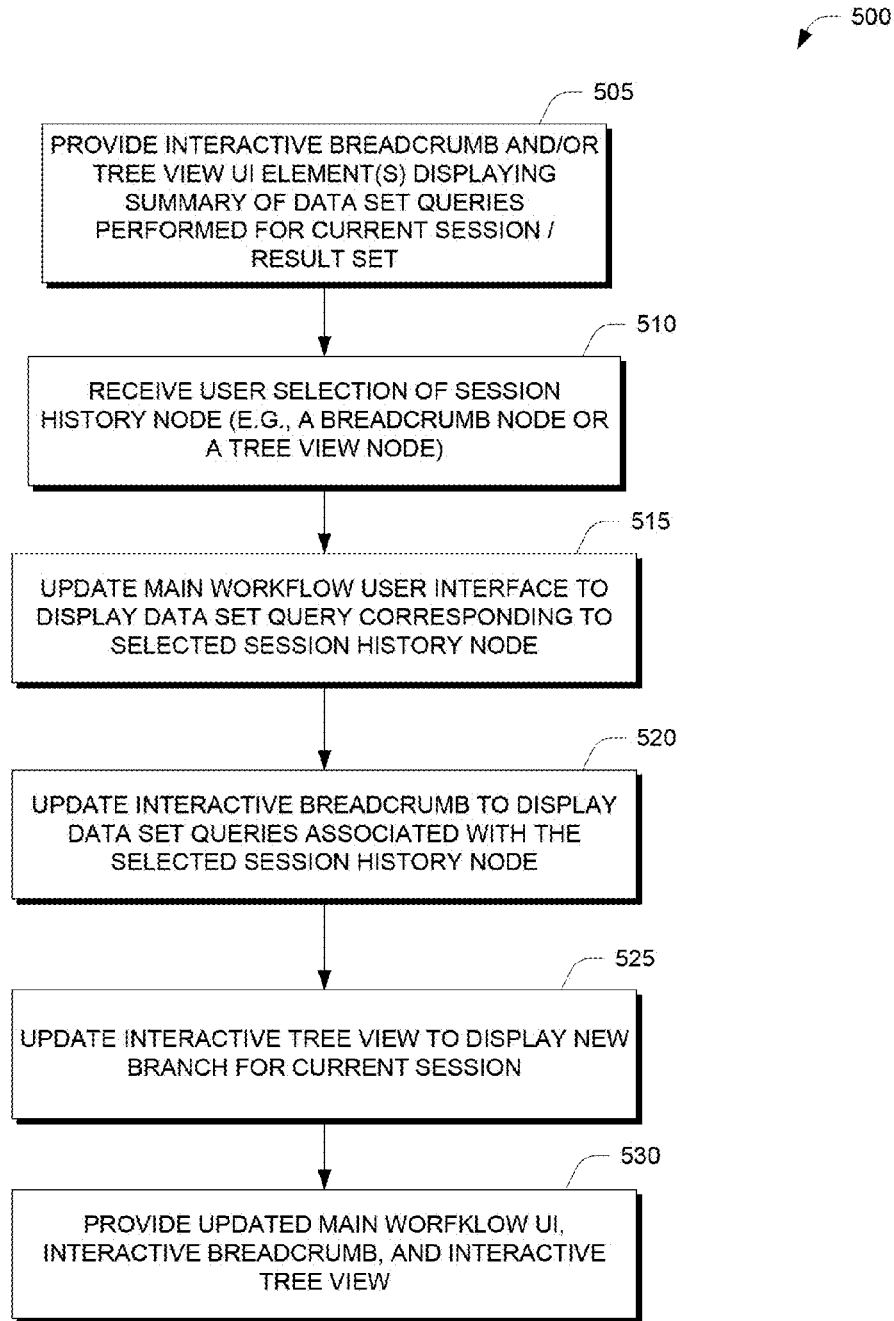 500
505
PROVIDE INTERACTIVE BREADCRUMB AND/OR
TREE VIEW UI ELEMENT(S) DISPLAYING
SUMMARY OF DATA SET QUERIES
PERFORMED FOR CURRENT SESSION /
RESULT SET
510
RECEIVE USER SELECTION OF SESSION
HISTORY NODE (E.G., A BREADCRUMB NODE OR
A TREE VIEW NODE)
515
UPDATE MAIN WORKFLOW USER INTERFACE TO
DISPLAY DATA SET QUERY CORRESPONDING TO
SELECTED SESSION HISTORY NODE
520
UPDATE INTERACTIVE BREADCRUMB TO DISPLAY
DATA SET QUERIES ASSOCIATED WITH THE
SELECTED SESSION HISTORY NODE
525
UPDATE INTERACTIVE TREE VIEW TO DISPLAY NEW
BRANCH FOR CURRENT SESSION
530
PROVIDE UPDATED MAIN WORFKLOW UI,
INTERACTIVE BREADCRUMB, AND INTERACTIVE
TREE VIEW